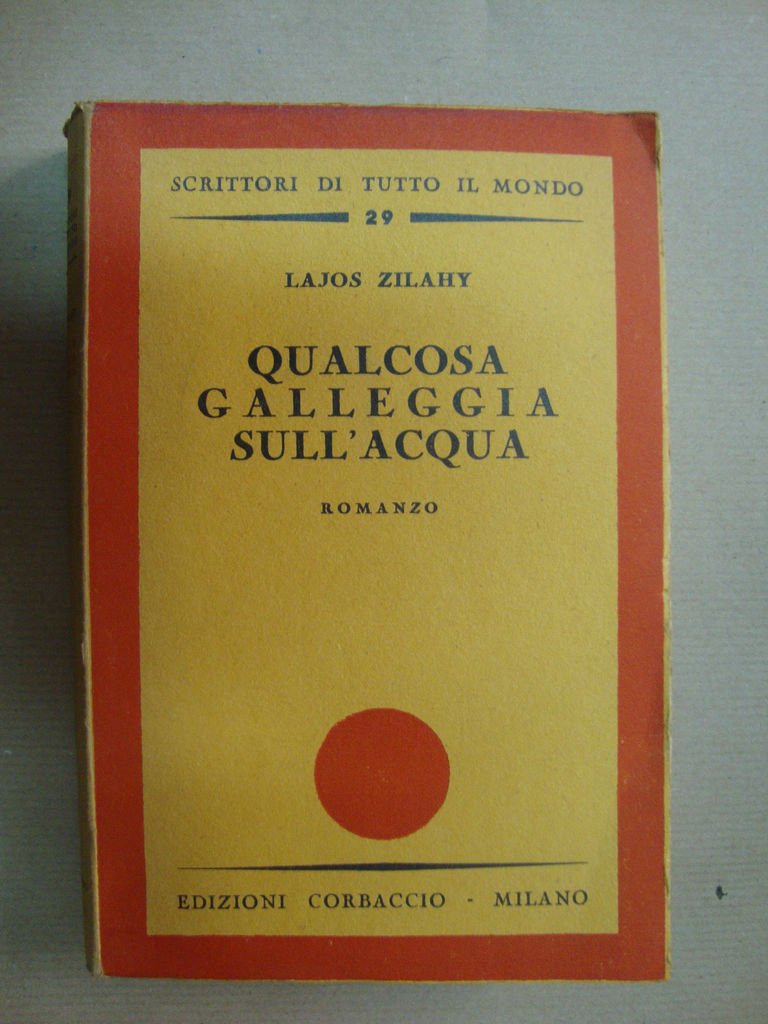 SCRITTORI DI TUTTO IL MONDO
29
LAJOS ZILAHY
QUALCOSA
GALLEGGIA
SULL'ACQUA
ROMANZO
EDIZIONI CORBACCIO - MILANO